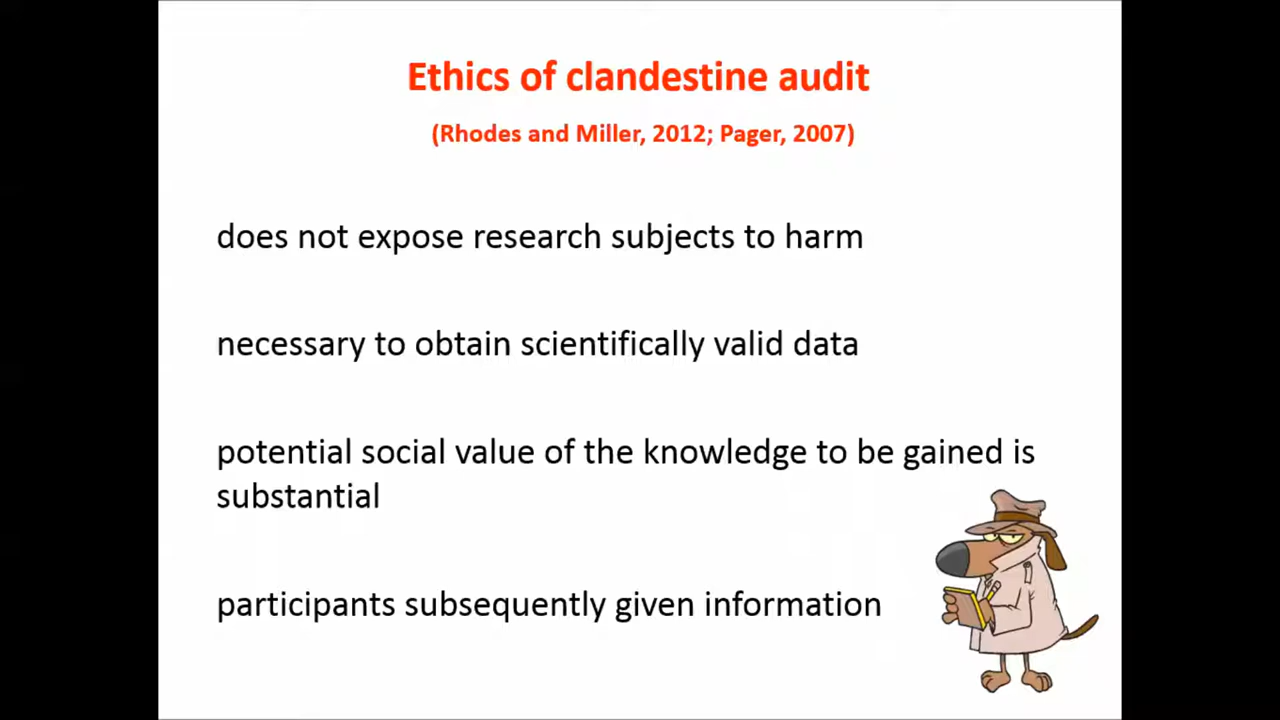 Ethics of clandestine audit
(Rhodes and Miller, 2012; Pager, 2007)
does not expose research subjects to harm
necessary to obtain scientifically valid data
potential social value of the knowledge to be gained is
substantial
participants subsequently given information